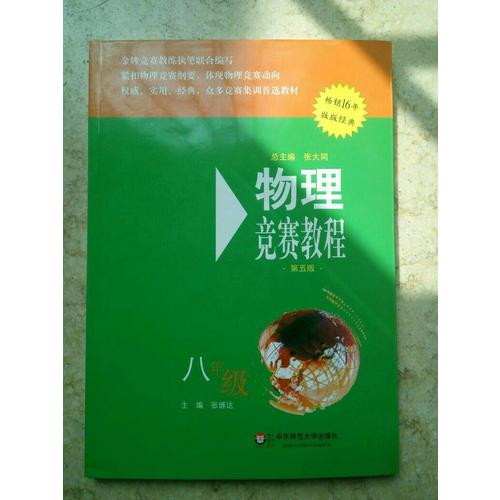 金牌竞赛教练执笔联合编写
紧扣物理竞赛纲要，体现物理竞赛动向
权威、实用、经典，众多竞赛集训首选教材
畅销16年
版版经典
总主编 张大同
物理
竞赛教程
·第五版·
八年级
主 编 张继达
华东师范大学出版社